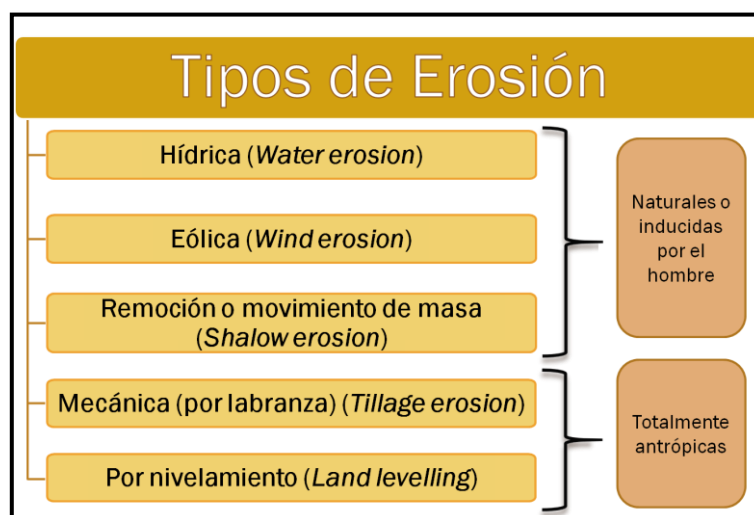 Tipos de Erosión
Hídrica (Water erosion)
Eólica (Wind erosion)
Remoción o movimiento de masa
(Shalow erosion)
Naturales o
inducidas
por el
hombre
Mecánica (por labranza) (Tillage erosion)
Por nivelamiento (Land levelling)
Totalmente
antrópicas